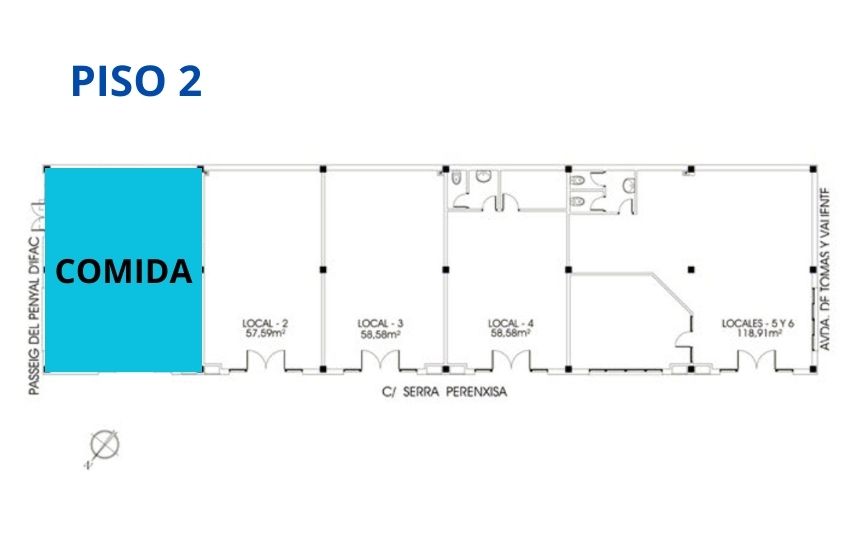 PISO 2
PASSEIG DEL PENYAL D'IFAC
COMIDA
LOCAL - 2
57,59m²
LOCAL - 3
58,58m²
LOCAL - 4
58,58m²
LOCALES - 5 Y 6
118,91m²
AVDA. DE TOMAS Y VALIENTE
C/ SERRA PERENXISA
N